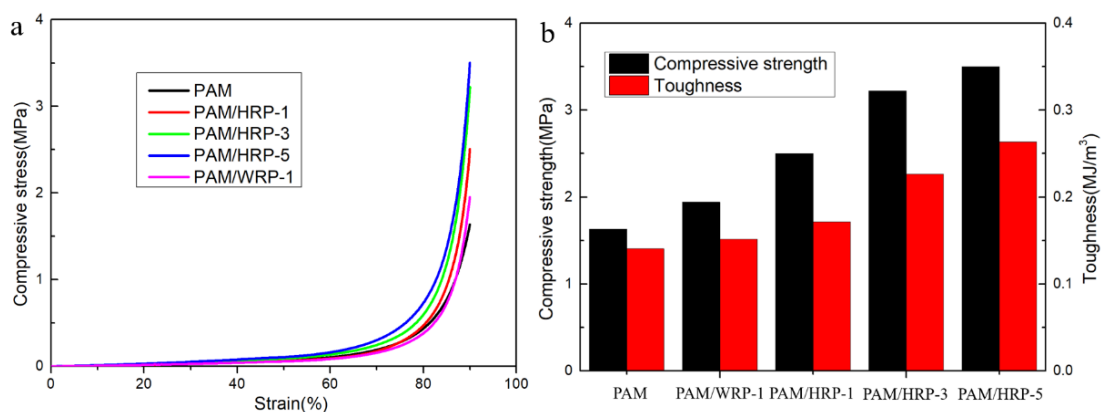 a
Compressive stress(MPa)
4
3
2
1
0
PAM
PAM/HRP-1
PAM/HRP-3
PAM/HRP-5
PAM/WRP-1
0 20 40 60 80 100
Strain(%)
b
Compressive strength(MPa)
4
3
2
1
0
Compressive strength
Toughness
0.4
0.3
0.2
0.1
0.0
Toughness(MJ/m³)
PAM PAM/WRP-1 PAM/HRP-1 PAM/HRP-3 PAM/HRP-5